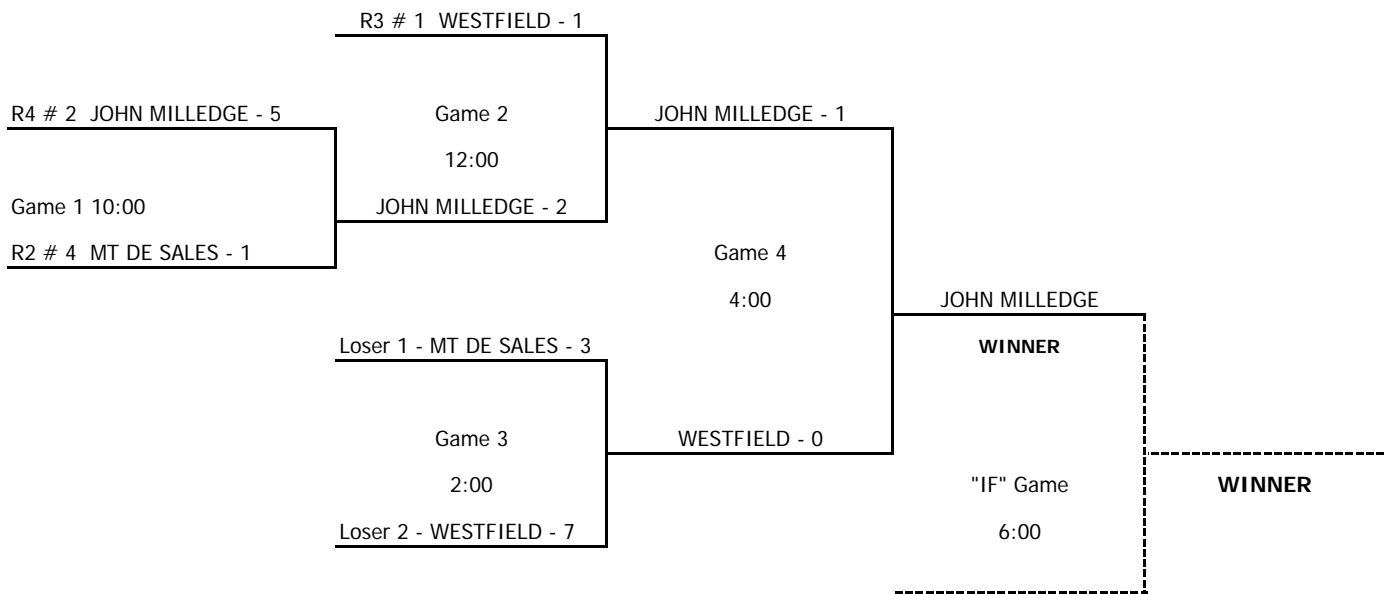 R3 # 1 WESTFIELD - 1
R4 # 2 JOHN MILLEDGE - 5
Game 2
JOHN MILLEDGE - 1
12:00
Game 1 10:00
JOHN MILLEDGE - 2
R2 # 4 MT DE SALES - 1
Game 4
4:00
JOHN MILLEDGE
Loser 1 - MT DE SALES - 3
WINNER
Game 3
WESTFIELD - 0
2:00
"IF" Game
WINNER
Loser 2 - WESTFIELD - 7
6:00